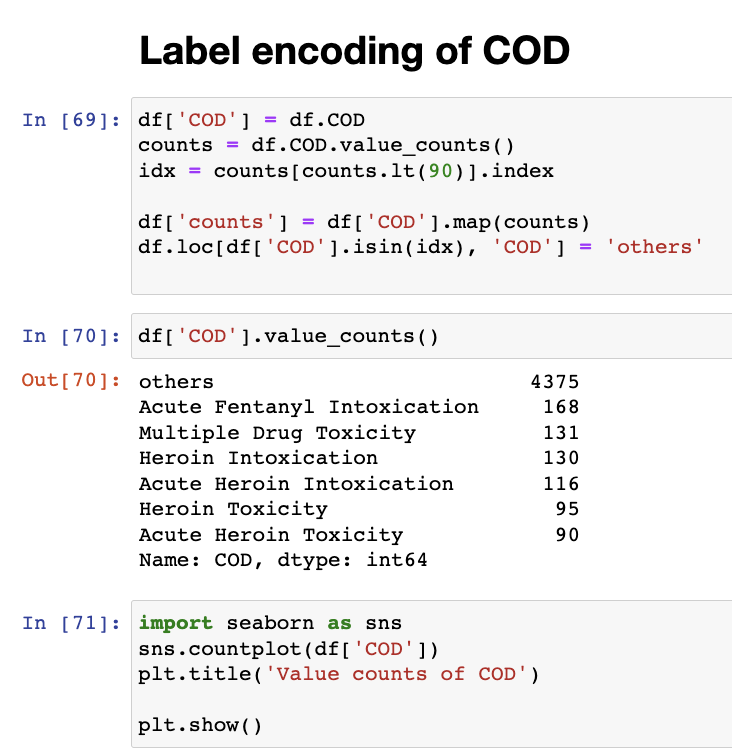 Label encoding of COD
In [69]: df['COD'] = df.COD
counts = df.COD.value_counts()
idx = counts[counts.lt(90)].index
df['counts'] = df['COD'].map(counts)
df.loc[df['COD'].isin(idx), 'COD'] = 'others'
In [70]: df['COD'].value_counts()
Out[70]: others 4375
Acute Fentanyl Intoxication 168
Multiple Drug Toxicity 131
Heroin Intoxication 130
Acute Heroin Intoxication 116
Heroin Toxicity 95
Acute Heroin Toxicity 90
Name: COD, dtype: int64
In [71]: import seaborn as sns
sns.countplot(df['COD'])
plt.title('Value counts of COD')
plt.show()